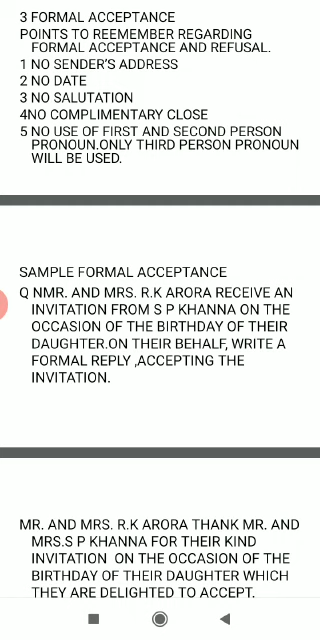 3 FORMAL ACCEPTANCE
POINTS TO REEMEMBER REGARDING
FORMAL ACCEPTANCE AND REFUSAL.
1 NO SENDER'S ADDRESS
2 NO DATE
3 NO SALUTATION
4NO COMPLIMENTARY CLOSE
5 NO USE OF FIRST AND SECOND PERSON
PRONOUN.ONLY THIRD PERSON PRONOUN
WILL BE USED.
SAMPLE FORMAL ACCEPTANCE
Q NMR. AND MRS. R.K ARORA RECEIVE AN
INVITATION FROM S P KHANNA ON THE
OCCASION OF THE BIRTHDAY OF THEIR
DAUGHTER.ON THEIR BEHALF, WRITE A
FORMAL REPLY ,ACCEPTING THE
INVITATION.
MR. AND MRS. R.K ARORA THANK MR. AND
MRS.S P KHANNA FOR THEIR KIND
INVITATION  ON THE OCCASION OF THE
BIRTHDAY OF THEIR DAUGHTER WHICH
THEY ARE DELIGHTED TO ACCEPT.